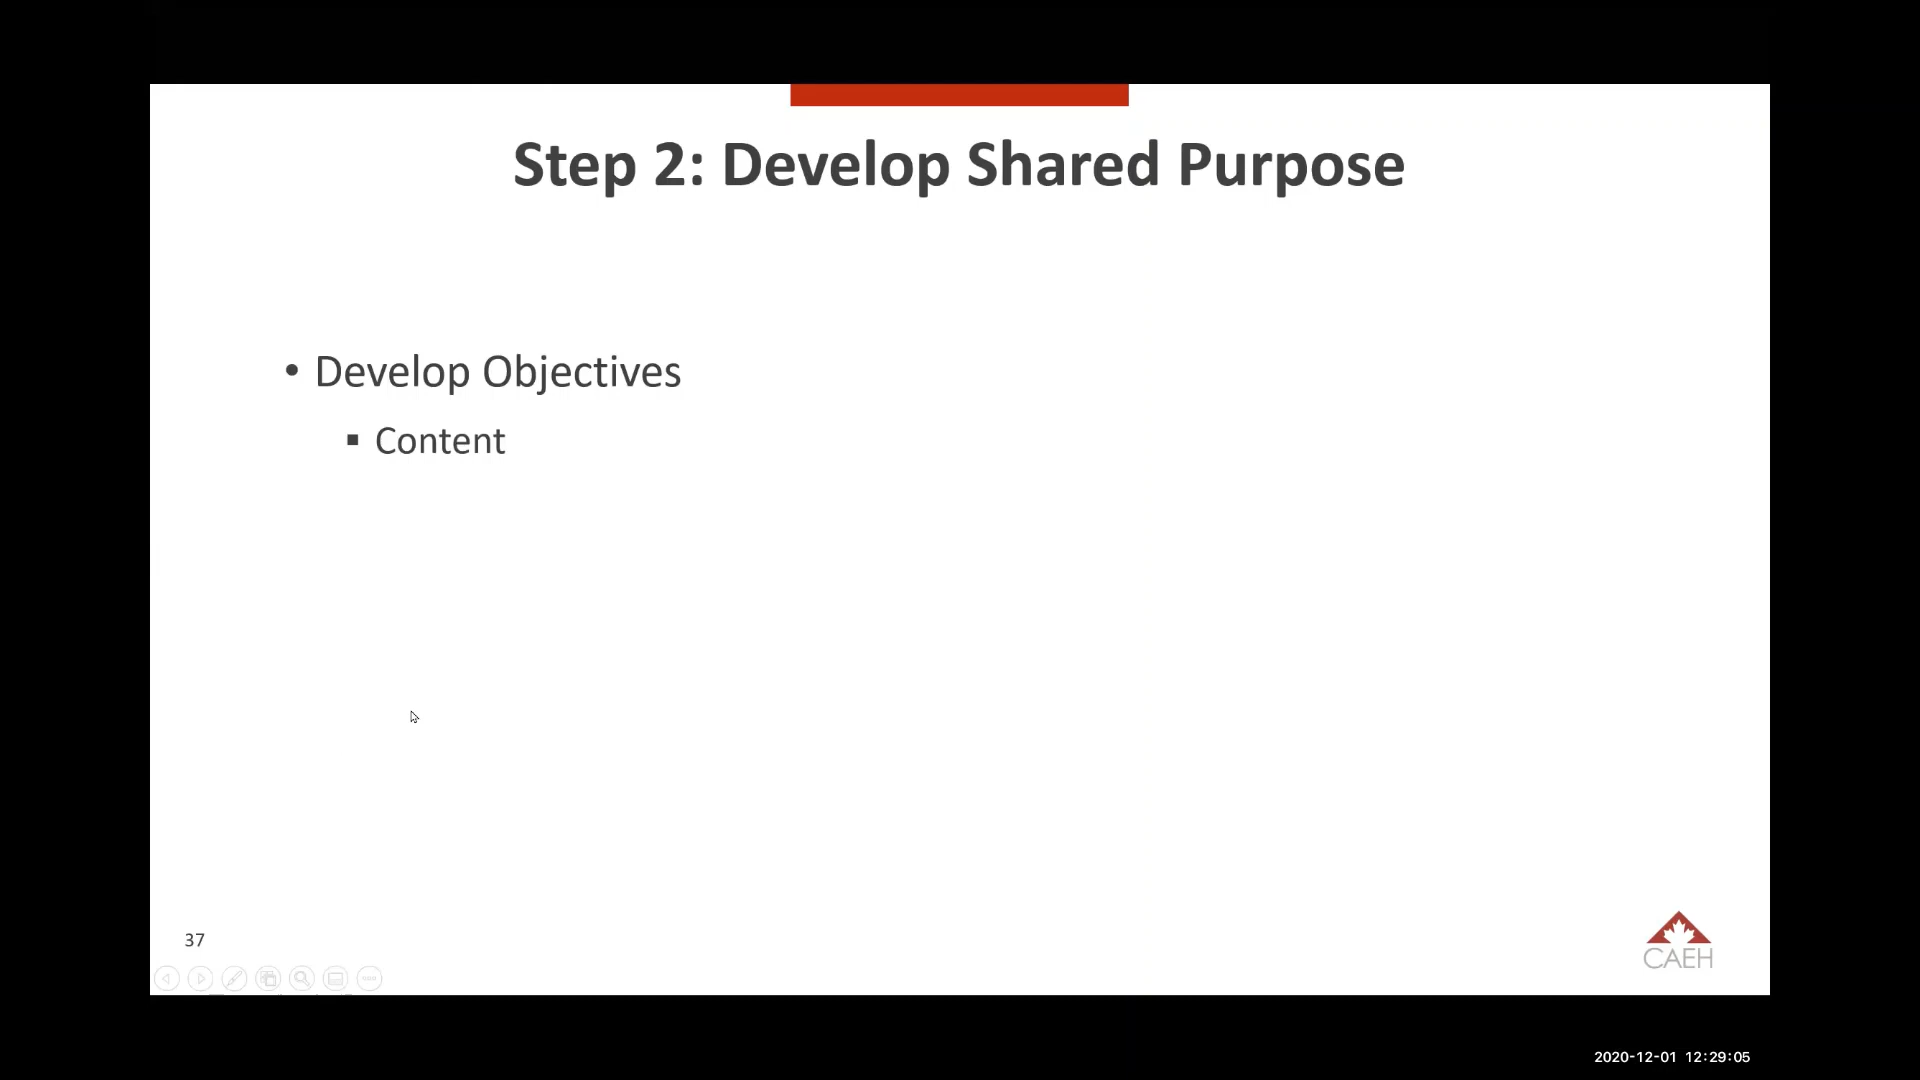 Step 2: Develop Shared Purpose
• Develop Objectives
▪ Content
37
CAEH
2020-12-01 12:29:05